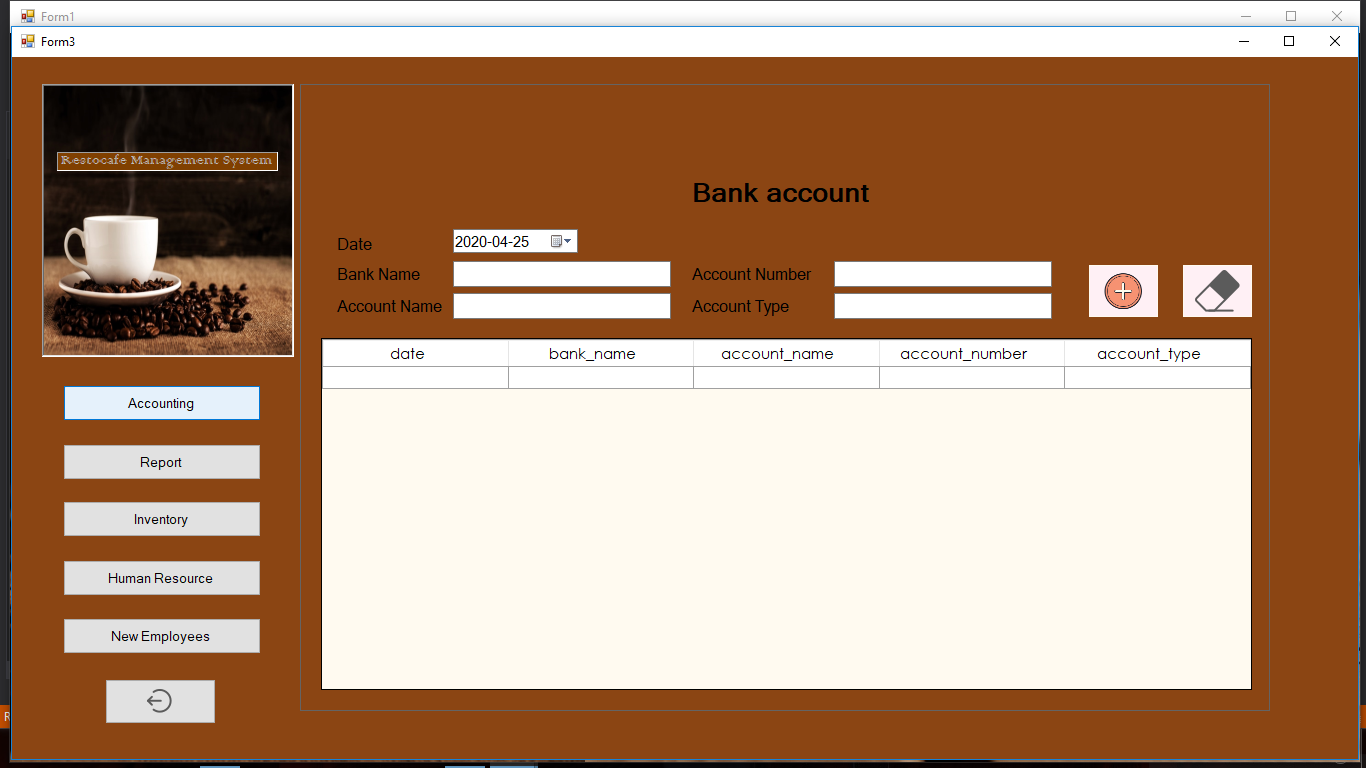 Form1
Form3
Restocafe Management System
Bank account
Date 2020-04-25
Bank Name Account Number
Account Name Account Type
date bank_name account_name account_number account_type
Accounting
Report
Inventory
Human Resource
New Employees
R